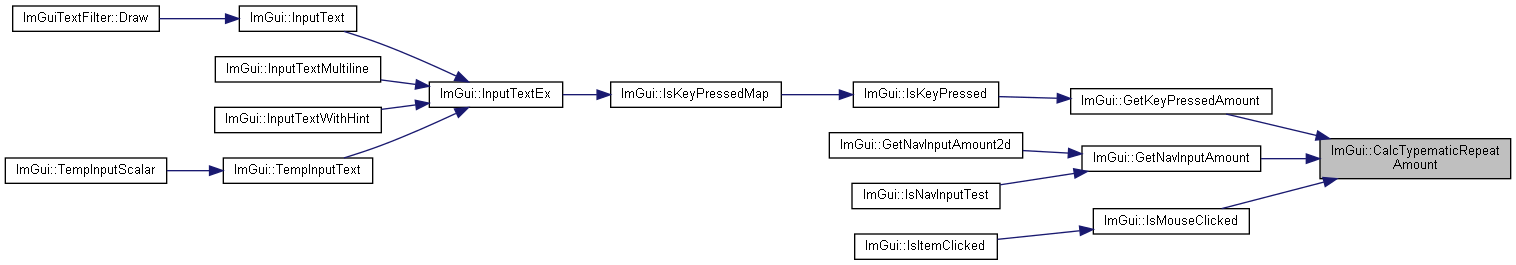 ImGuiTextFilter::Draw
ImGui::InputText
ImGui::InputTextMultiline
ImGui::InputTextEx
ImGui::IsKeyPressedMap
ImGui::IsKeyPressed
ImGui::GetKeyPressedAmount
ImGui::InputTextWithHint
ImGui::GetNavInputAmount2d
ImGui::GetNavInputAmount
ImGui::CalcTypematicRepeat
Amount
ImGui::TempInputScalar
ImGui::TempInputText
ImGui::IsNavInputTest
ImGui::IsMouseClicked
ImGui::IsItemClicked